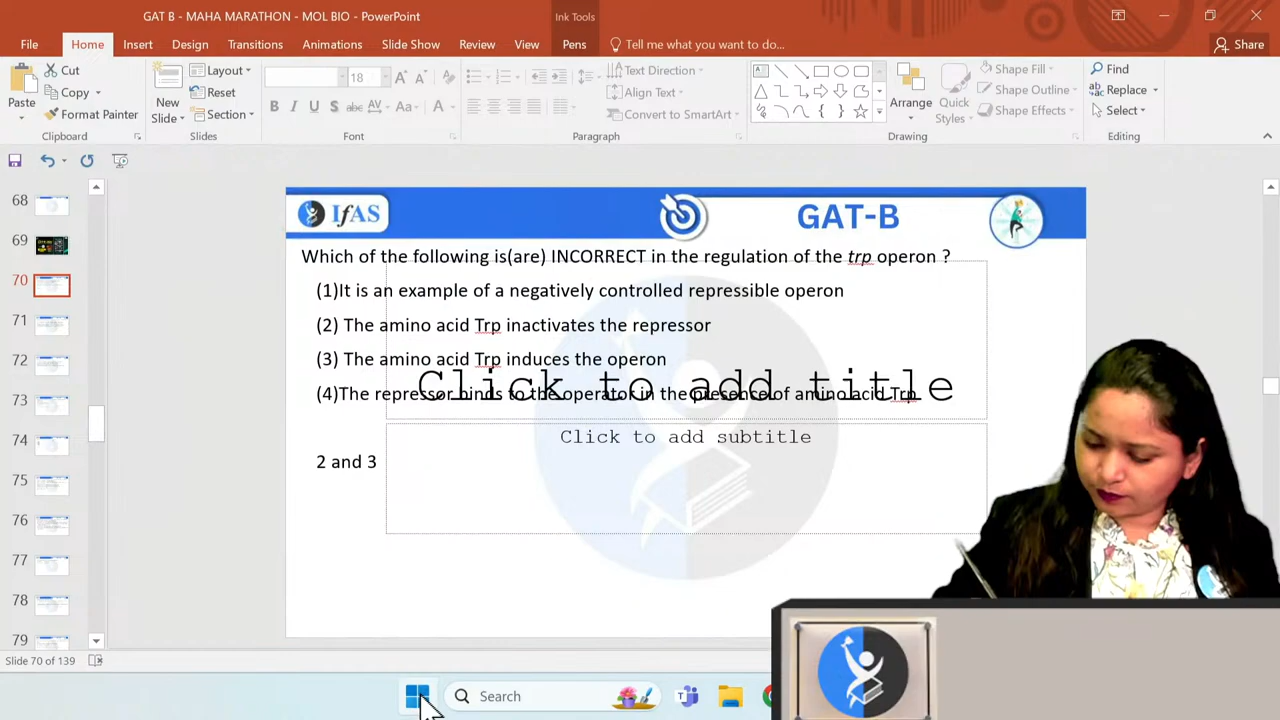 GAT B - MAHA MARATHON - MOL BIO - PowerPoint
Ink Tools
File Home Insert Design Transitions Animations Slide Show Review View Pens Tell me what you want to do... Share
Paste
Cut
Copy
Format Painter
New Slide
Layout
Reset
Section
18
B I U S abc AV Aa A
Text Direction
Align Text
Convert to SmartArt
Arrange
Quick Styles
Shape Fill
Shape Outline
Shape Effects
Find
Replace
Select
Clipboard Slides Font Paragraph Drawing Editing
68
69
70
71
72
73
74
75
76
77
78
79
IfAS
GAT-B
Which of the following is(are) INCORRECT in the regulation of the trp operon ?
(1)It is an example of a negatively controlled repressible operon
(2) The amino acid Trp inactivates the repressor
(3) The amino acid Trp induces the operon
Click to add title
(4)The repressor binds to the operator in the presence of amino acid Trp
Click to add subtitle
2 and 3
Slide 70 of 139
Search